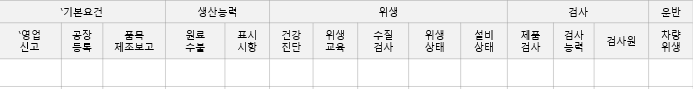 ‘기본요건 생산능력 위생 검사 운반
‘영업 신고 공장 등록 품목 제조보고 원료 수불 표시 시항 건강 진단 위생 교육 수질 검사 위생 상태 설비 상태 제품 검사 검사 능력 검사원 차량 위생